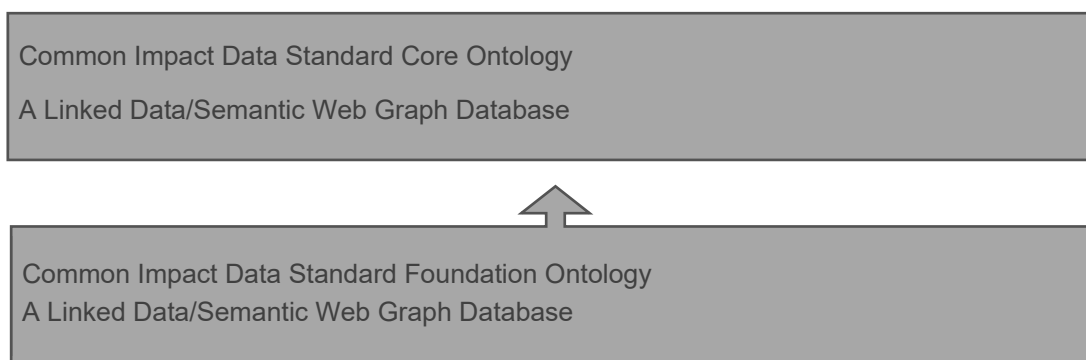 Common Impact Data Standard Core Ontology
A Linked Data/Semantic Web Graph Database
Common Impact Data Standard Foundation Ontology
A Linked Data/Semantic Web Graph Database